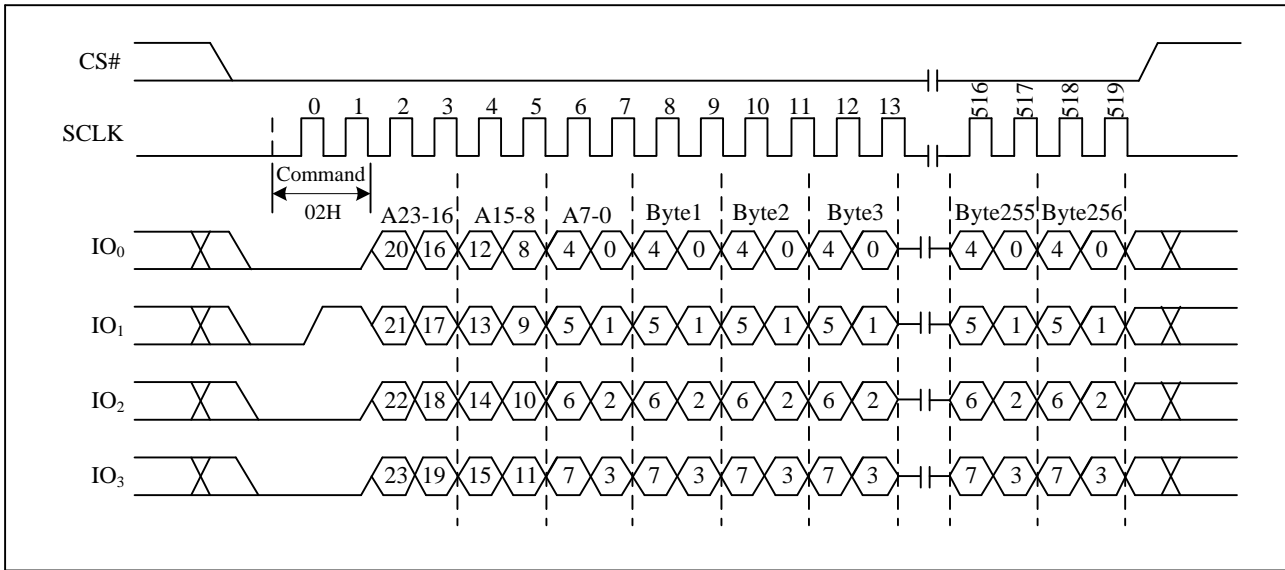 CS#
0 1 2 3 4 5 6 7 8 9 10 11 12 13 516 517 518 519
SCLK
Command
02H
A23-16 A15-8 A7-0 Byte1 Byte2 Byte3 Byte255 Byte256
IO0 20 16 12 8 4 0 4 0 4 0 4 0 4 0 4 0
IO1 21 17 13 9 5 1 5 1 5 1 5 1 5 1 5 1
IO2 22 18 14 10 6 2 6 2 6 2 6 2 6 2 6 2
IO3 23 19 15 11 7 3 7 3 7 3 7 3 7 3 7 3